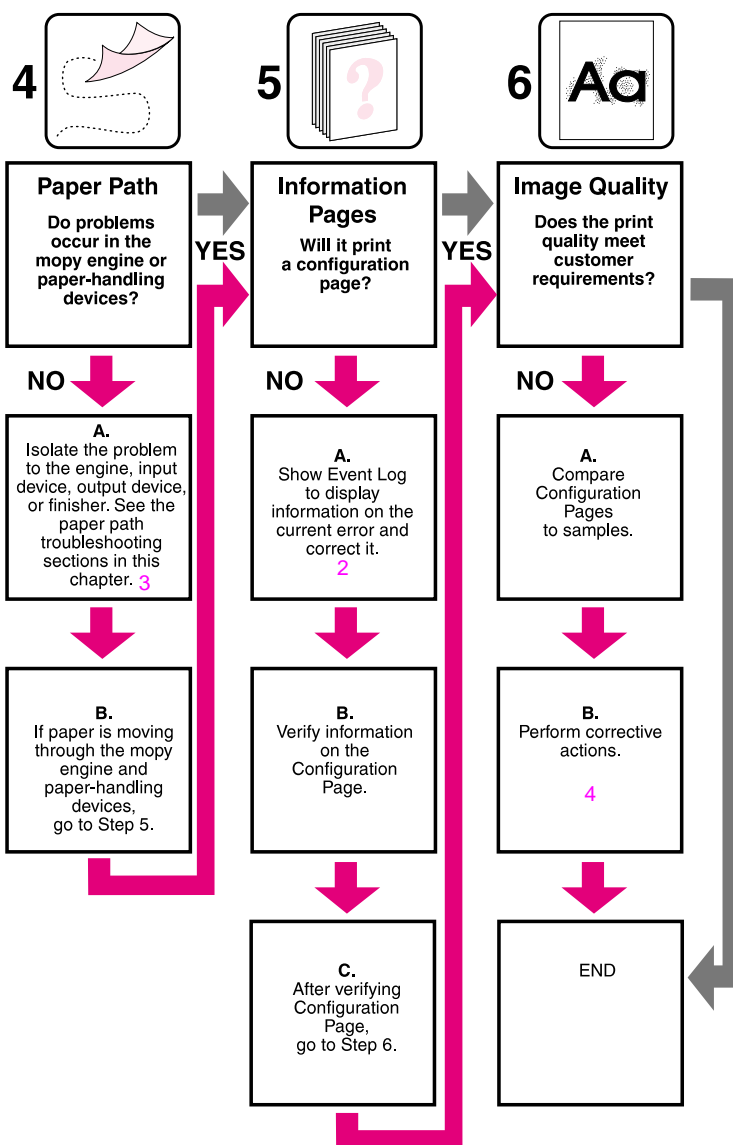 4
5
6
Aa
?
Paper Path
Do problems
occur in the
mopy engine or
paper-handling
devices?
YES
NO
A.
Isolate the problem
to the engine, input
device, output device,
or finisher. See the
paper path
troubleshooting
sections in this
chapter. 3
B.
If paper is moving
through the mopy
engine and
paper-handling
devices,
go to Step 5.
Information
Pages
Will it print
a configuration
page?
YES
NO
A.
Show Event Log
to display
information on the
current error and
correct it.
2
B.
Verify information
on the
Configuration
Page.
C.
After verifying
Configuration
Page,
go to Step 6.
Image Quality
Does the print
quality meet
customer
requirements?
NO
A.
Compare
Configuration
Pages
to samples.
B.
Perform corrective
actions.
4
END